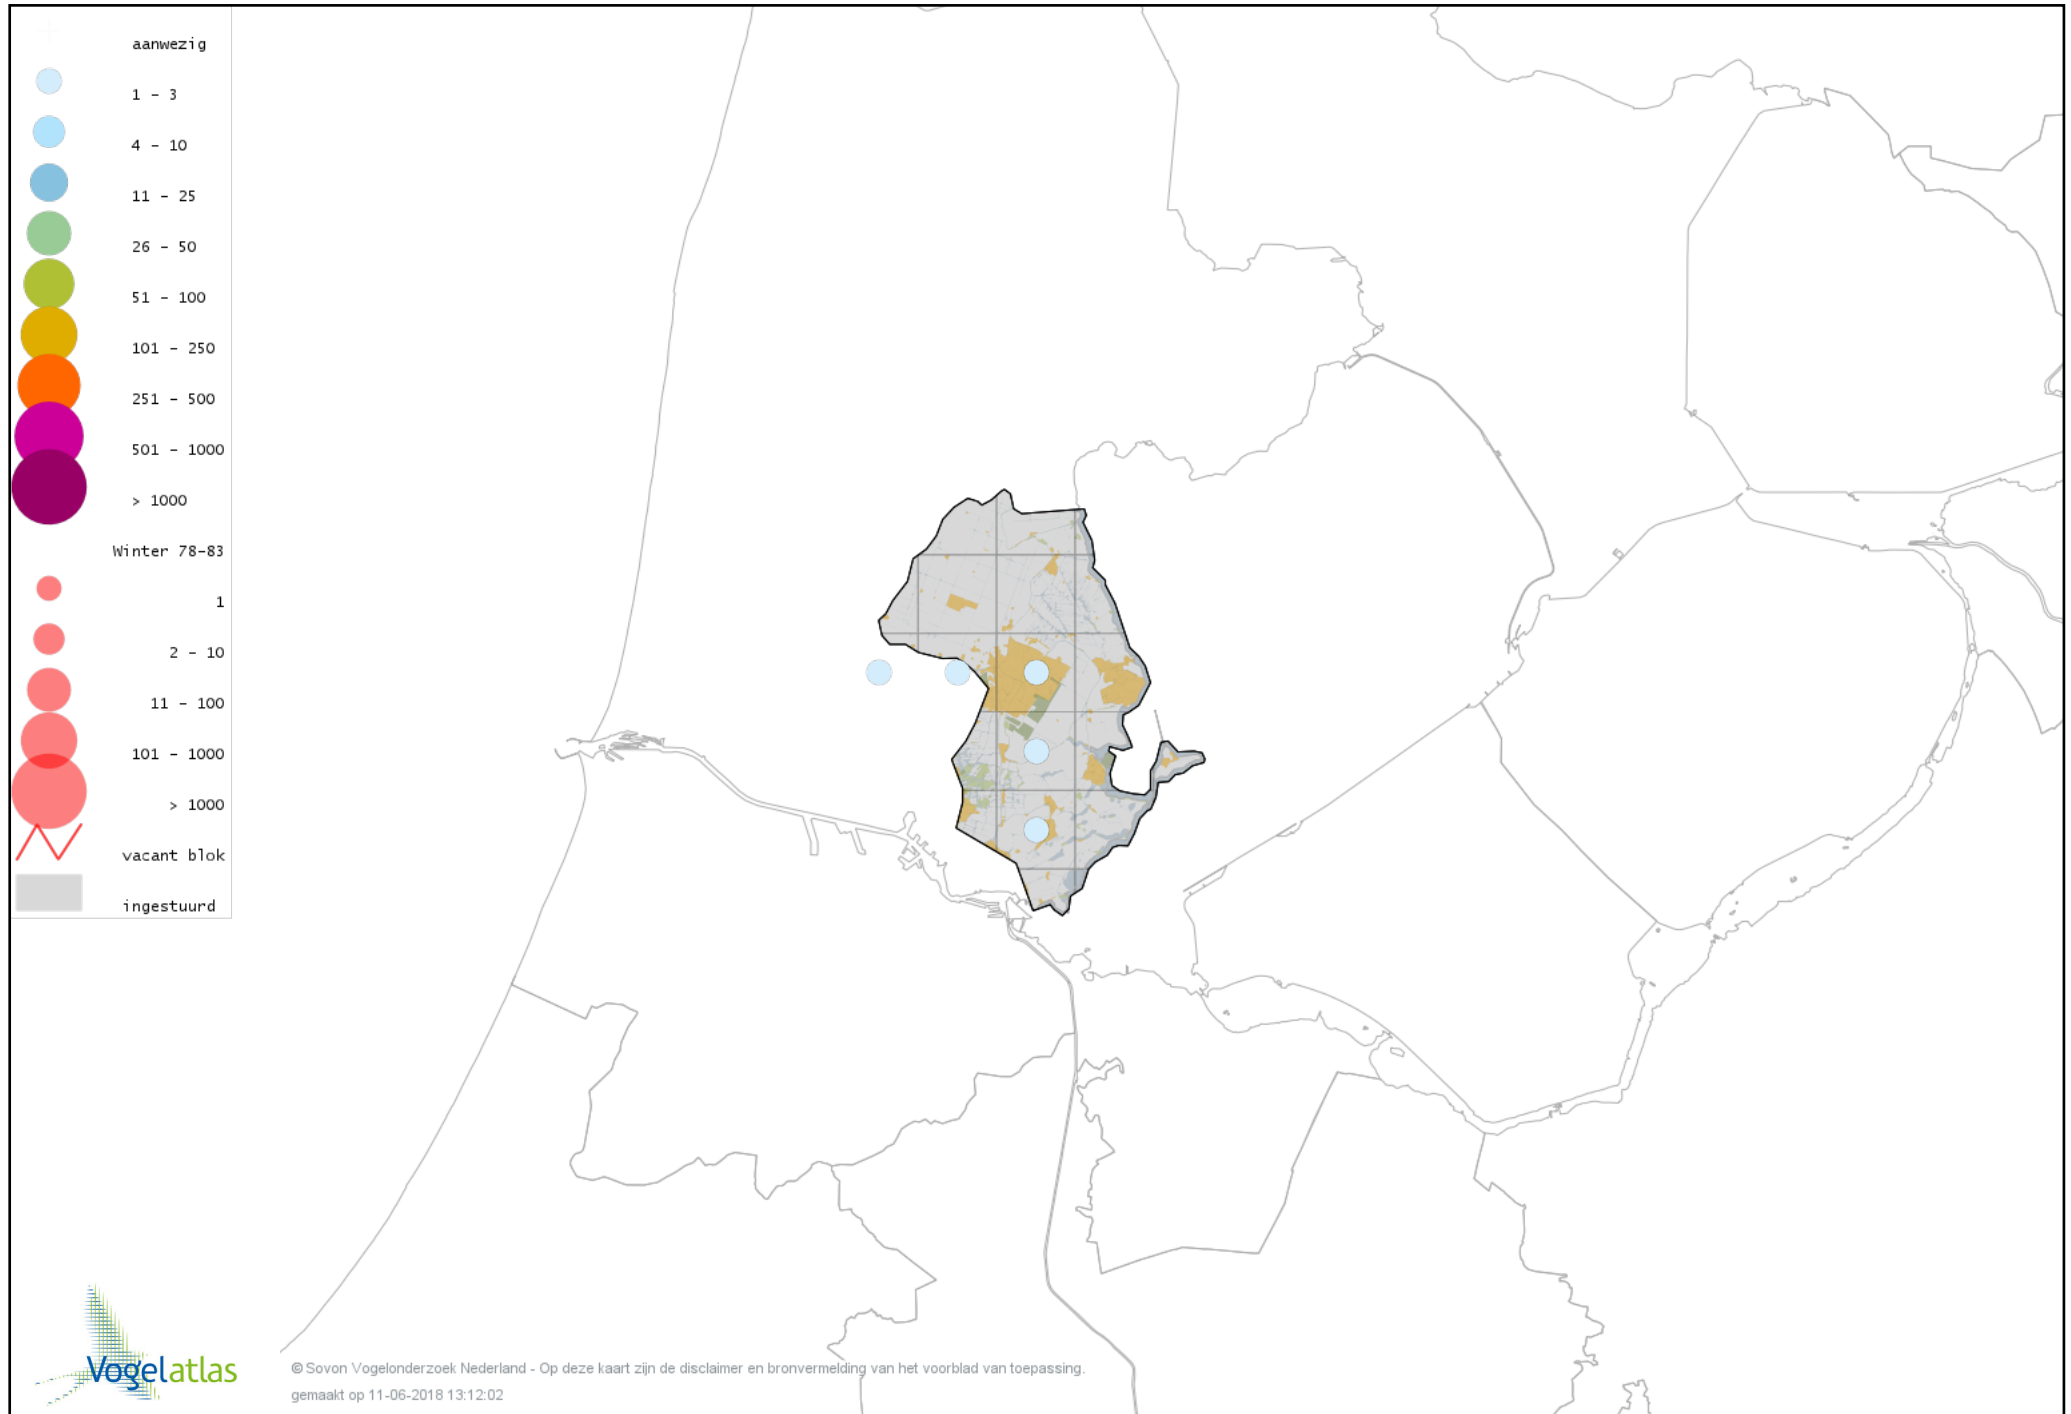 aanwezig
1 - 3
4 - 10
11 - 25
26 - 50
51 - 100
101 - 250
251 - 500
501 - 1000
> 1000
Winter 78-83
1
2 - 10
11 - 100
101 - 1000
> 1000
vacant blok
ingestuurd
Vogelatlas
© Sovon Vogelonderzoek Nederland - Op deze kaart zijn de disclaimer en bronvermelding van het voorblad van toepassing.
gemaakt op 11-06-2018 13:12:02